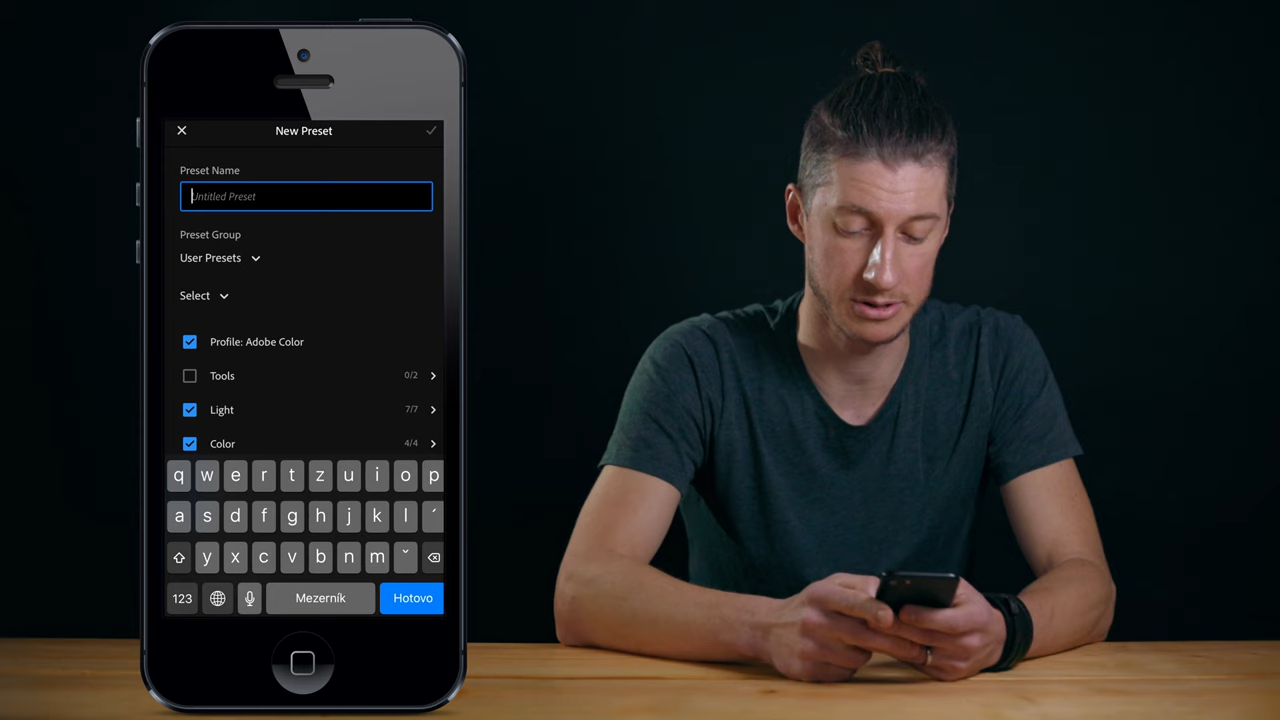 New Preset
Preset Name
Untitled Preset
Preset Group
User Presets
Select
Profile: Adobe Color
Tools 0/2
Light 7/7
Color 4/4
q w e r t z u i o p
a s d f g h j k l ´
y x c v b n m ˇ
123 Mezerník Hotovo